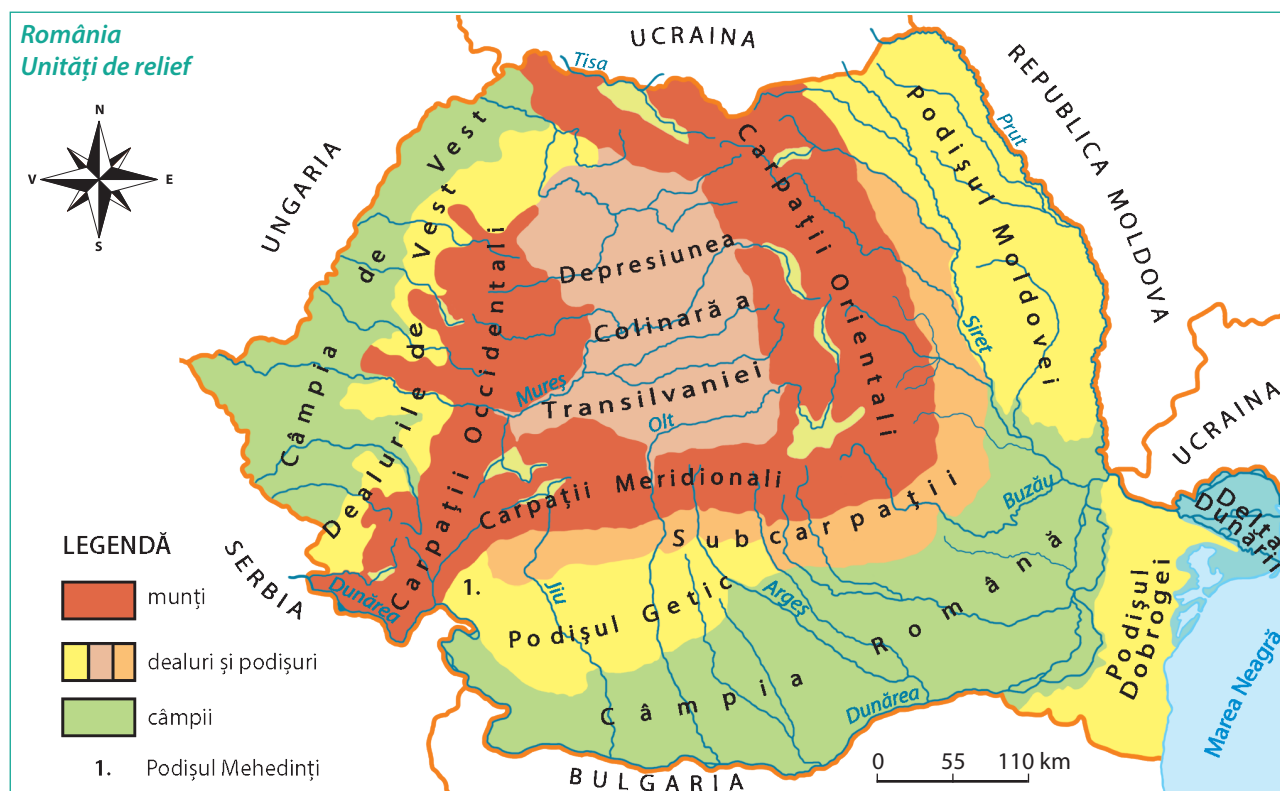 România
Unități de relief
N
V
E
S
UCRAINA
REPUBLICA MOLDOVA
UNGARIA
Tisa
Prut
Podișul Moldovei
Carpații Orientali
Câmpia de Vest
Dealurile de Vest
Carpații Occidentali
Depresiunea
Colinară a
Transilvaniei
Siret
Mureș
Olt
UCRAINA
Carpații Meridionali
Subcarpații
Buzău
Delta
Dunării
SERBIA
Dunărea
1.
Jiu
Podișul Getic
Argeș
Câmpia Română
Podișul
Dobrogei
Marea Neagră
Dunărea
BULGARIA
LEGENDĂ
munți
dealuri și podișuri
câmpii
1. Podișul Mehedinți
0 55 110 km